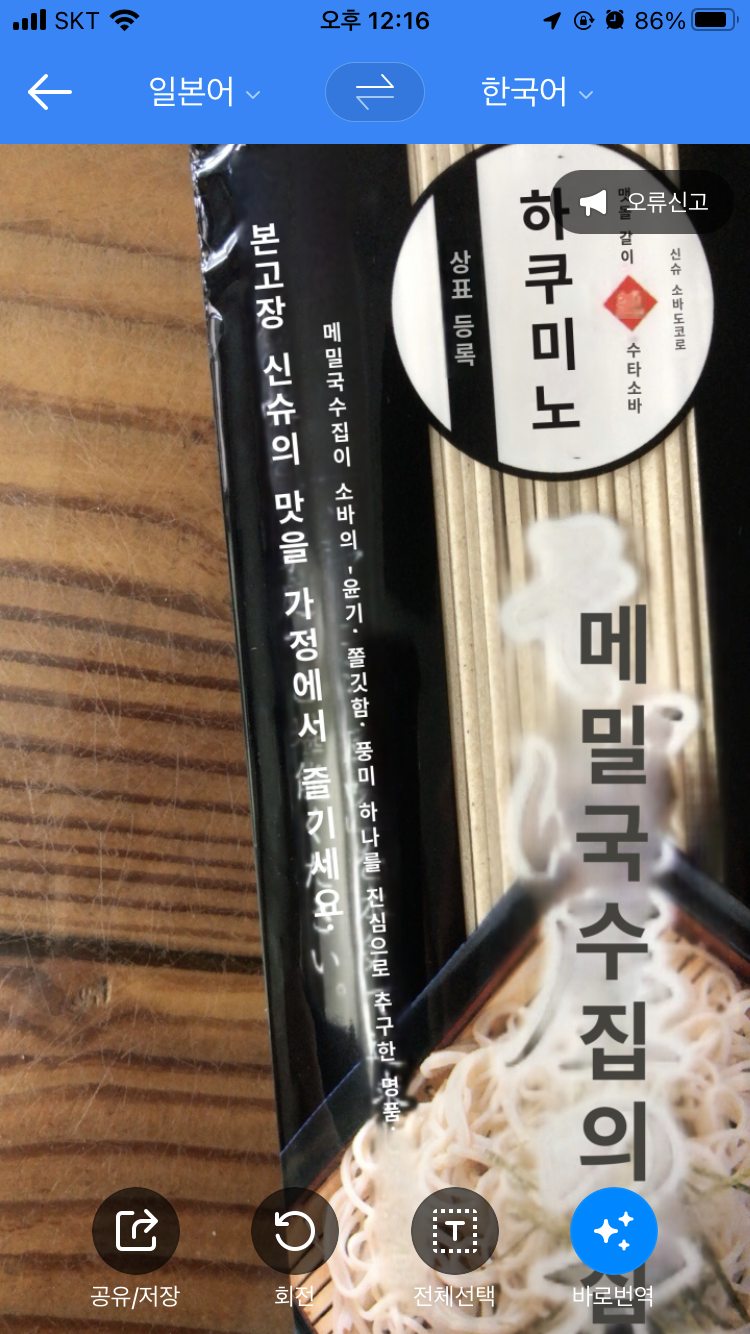 SKT
오후 12:16
86%
일본어
한국어
오류신고
신슈 소바도코로
맷돌 갈이
수타소바
하쿠미노
상표 등록
메밀국수집의
메밀국수집이 소바의 '윤기. 쫄깃함. 풍미 하나를 진심으로 추구한 명품.
본고장 신슈의 맛을 가정에서 즐기세요.
공유/저장
회전
전체선택
바로번역